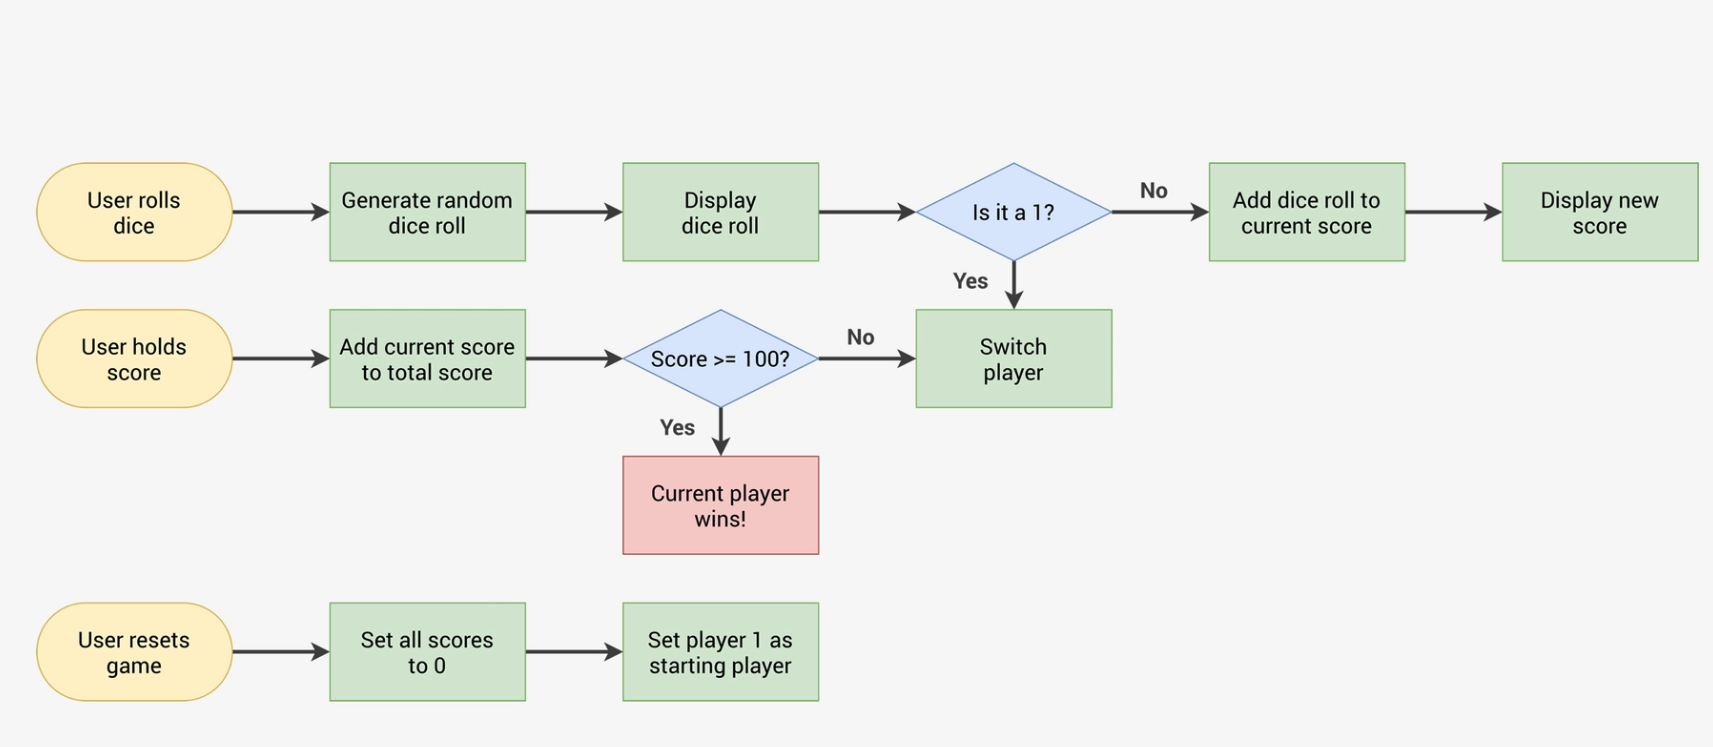 User rolls
dice
Generate random
dice roll
Display
dice roll
Is it a 1?
No
Add dice roll to
current score
Display new
score
Yes
User holds
score
Add current score
to total score
Score >= 100?
No
Switch
player
Yes
Current player
wins!
User resets
game
Set all scores
to 0
Set player 1 as
starting player